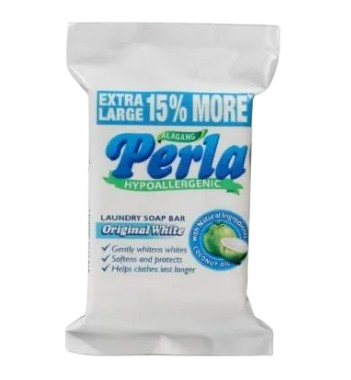 EXTRA LARGE 15% MORE*
ALAGANG
Perla
HYPOALLERGENIC
LAUNDRY SOAP BAR
Original White
✓ Gently whitens whites
✓ Softens and protects
✓ Helps clothes last longer
with Natural Ingredients
COCONUT OIL